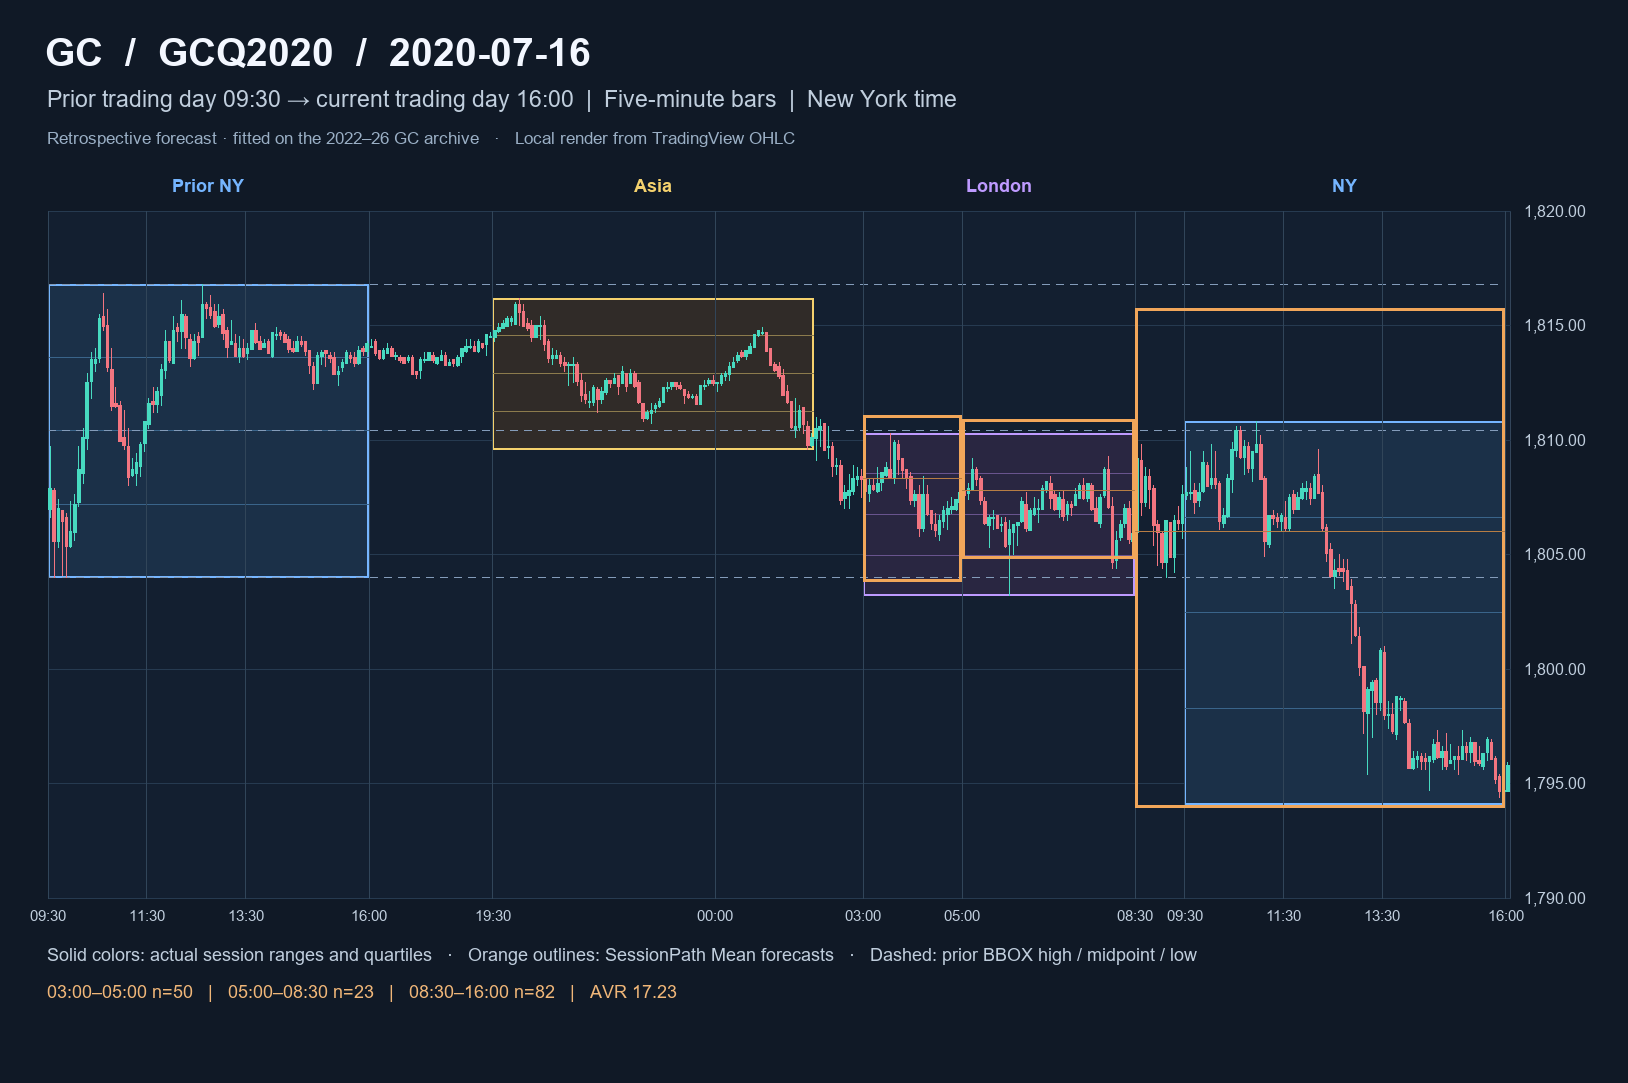 GC / GCQ2020 / 2020-07-16
Prior trading day 09:30 → current trading day 16:00 | Five-minute bars | New York time
Retrospective forecast · fitted on the 2022–26 GC archive · Local render from TradingView OHLC
Prior NY Asia London NY
1,820.00
1,815.00
1,810.00
1,805.00
1,800.00
1,795.00
1,790.00
09:30 11:30 13:30 16:00 19:30 00:00 03:00 05:00 08:30 09:30 11:30 13:30 16:00
Solid colors: actual session ranges and quartiles · Orange outlines: SessionPath Mean forecasts · Dashed: prior BBOX high / midpoint / low
03:00–05:00 n=50 | 05:00–08:30 n=23 | 08:30–16:00 n=82 | AVR 17.23